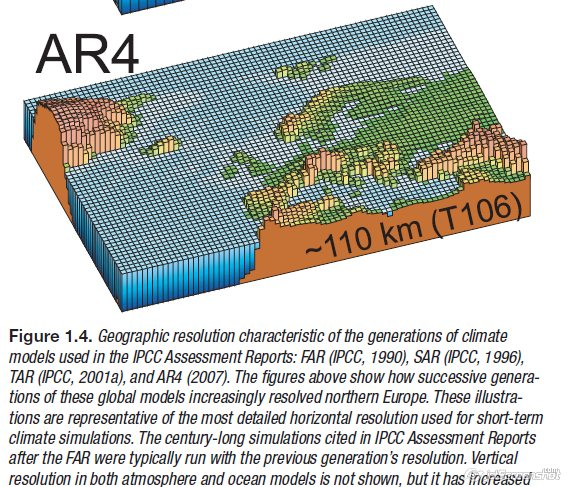 AR4
~110 km (T106)
Figure 1.4. Geographic resolution characteristic of the generations of climate
models used in the IPCC Assessment Reports: FAR (IPCC, 1990), SAR (IPCC, 1996),
TAR (IPCC, 2001a), and AR4 (2007). The figures above show how successive genera-
tions of these global models increasingly resolved northern Europe. These illustra-
tions are representative of the most detailed horizontal resolution used for short-term
climate simulations. The century-long simulations cited in IPCC Assessment Reports
after the FAR were typically run with the previous generation's resolution. Vertical
resolution in both atmosphere and ocean models is not shown, but it has increased